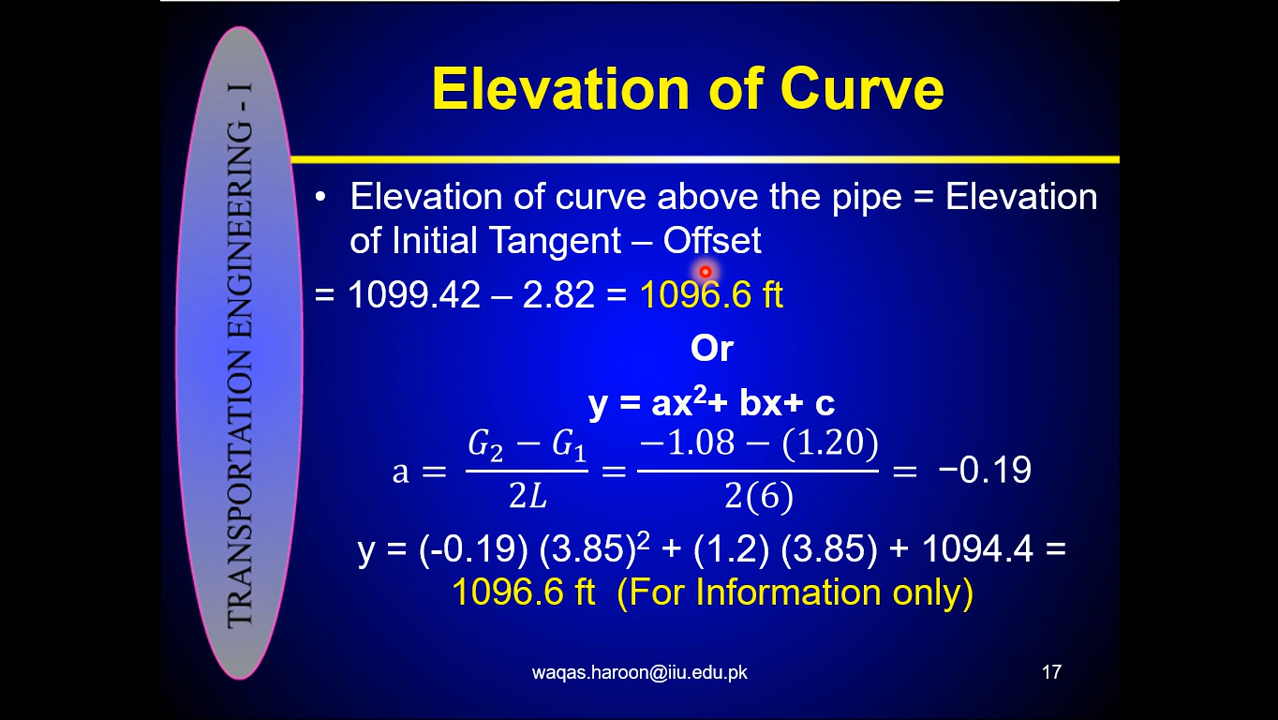 TRANSPORTATION ENGINEERING - I
Elevation of Curve
• Elevation of curve above the pipe = Elevation
of Initial Tangent – Offset
= 1099.42 – 2.82 = 1096.6 ft
Or
y = ax²+ bx+ c
a = (G₂ − G₁)/(2L) = (−1.08 − (1.20))/(2(6)) = −0.19
y = (-0.19) (3.85)² + (1.2) (3.85) + 1094.4 =
1096.6 ft (For Information only)
waqas.haroon@iiu.edu.pk 17